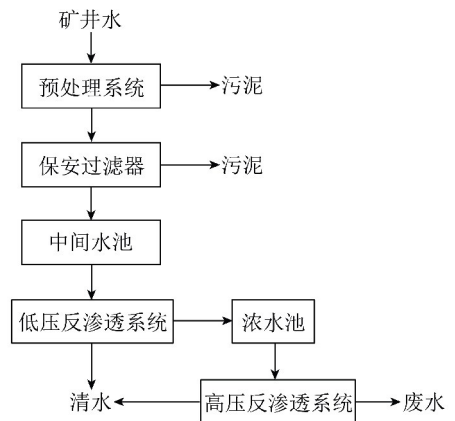 矿井水
预处理系统
污泥
保安过滤器
污泥
中间水池
低压反渗透系统
浓水池
清水
高压反渗透系统
废水